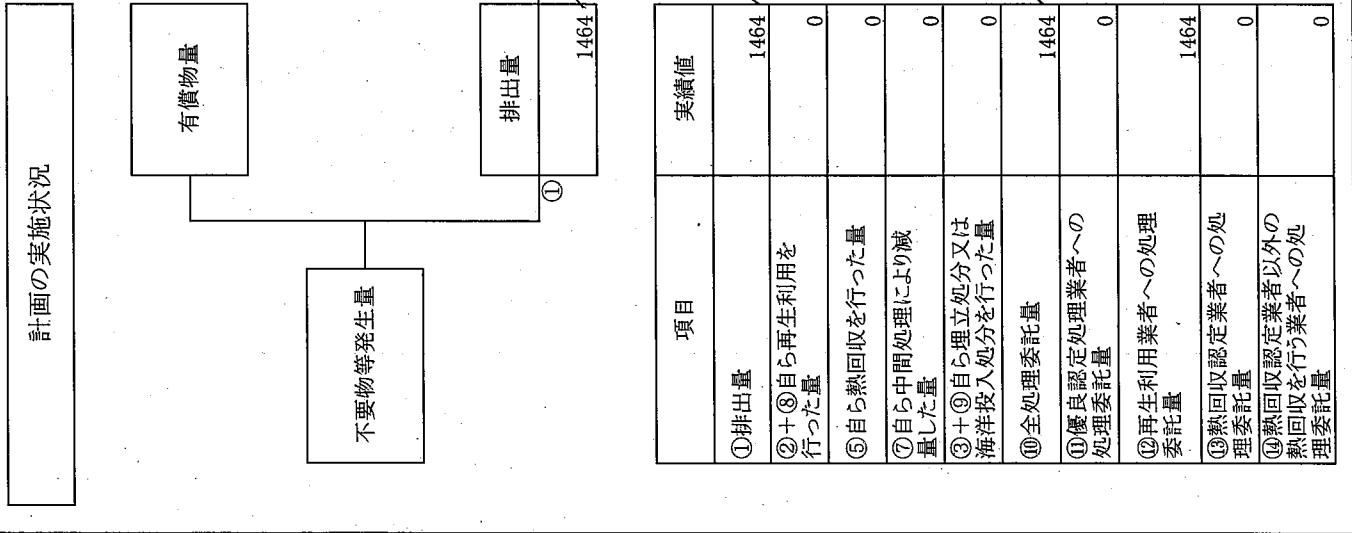 計画の実施状況
有償物量
不要物等発生量
排出量
①
1464
項目
実績値
①排出量
1464
②+⑧自ら再生利用を
行った量
0
⑤自ら熱回収を行った量
0
⑦自ら中間処理により減
量した量
0
③+⑨自ら埋立処分又は
海洋投入処分を行った量
0
⑩全処理委託量
1464
⑪優良認定処理業者への
処理委託量
0
⑫再生利用業者への処理
委託量
1464
⑬熱回収認定業者への処
理委託量
0
⑭熱回収認定業者以外の
熱回収を行う業者への処
理委託量
0